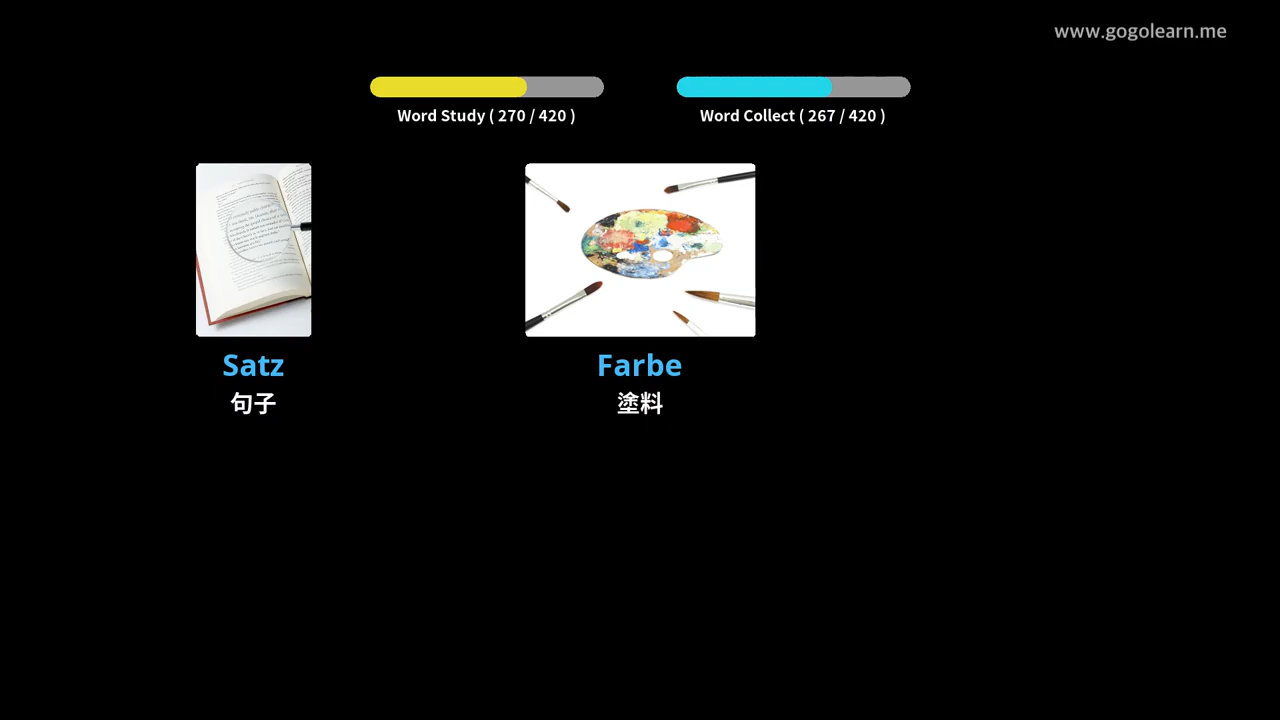 www.gogolearn.me
Word Study ( 270 / 420 )
Word Collect ( 267 / 420 )
Satz
句子
Farbe
塗料